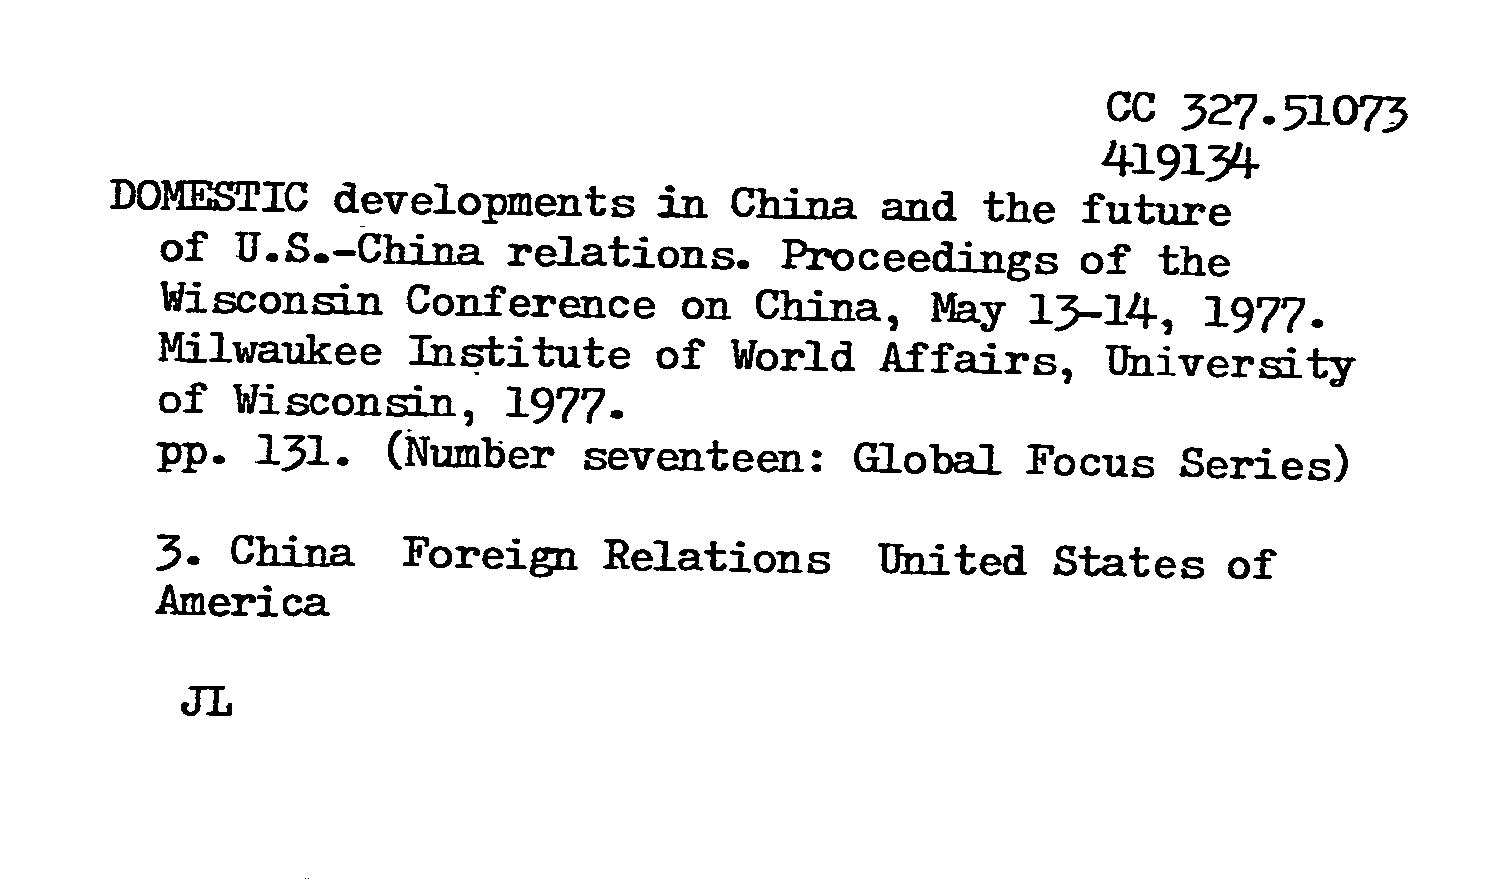 CC 327.51073
419134
DOMESTIC developments in China and the future
of U.S.-China relations. Proceedings of the
Wisconsin Conference on China, May 13-14, 1977.
Milwaukee Institute of World Affairs, University
of Wisconsin, 1977.
pp. 131. (Number seventeen: Global Focus Series)
3. China Foreign Relations United States of
America
JL